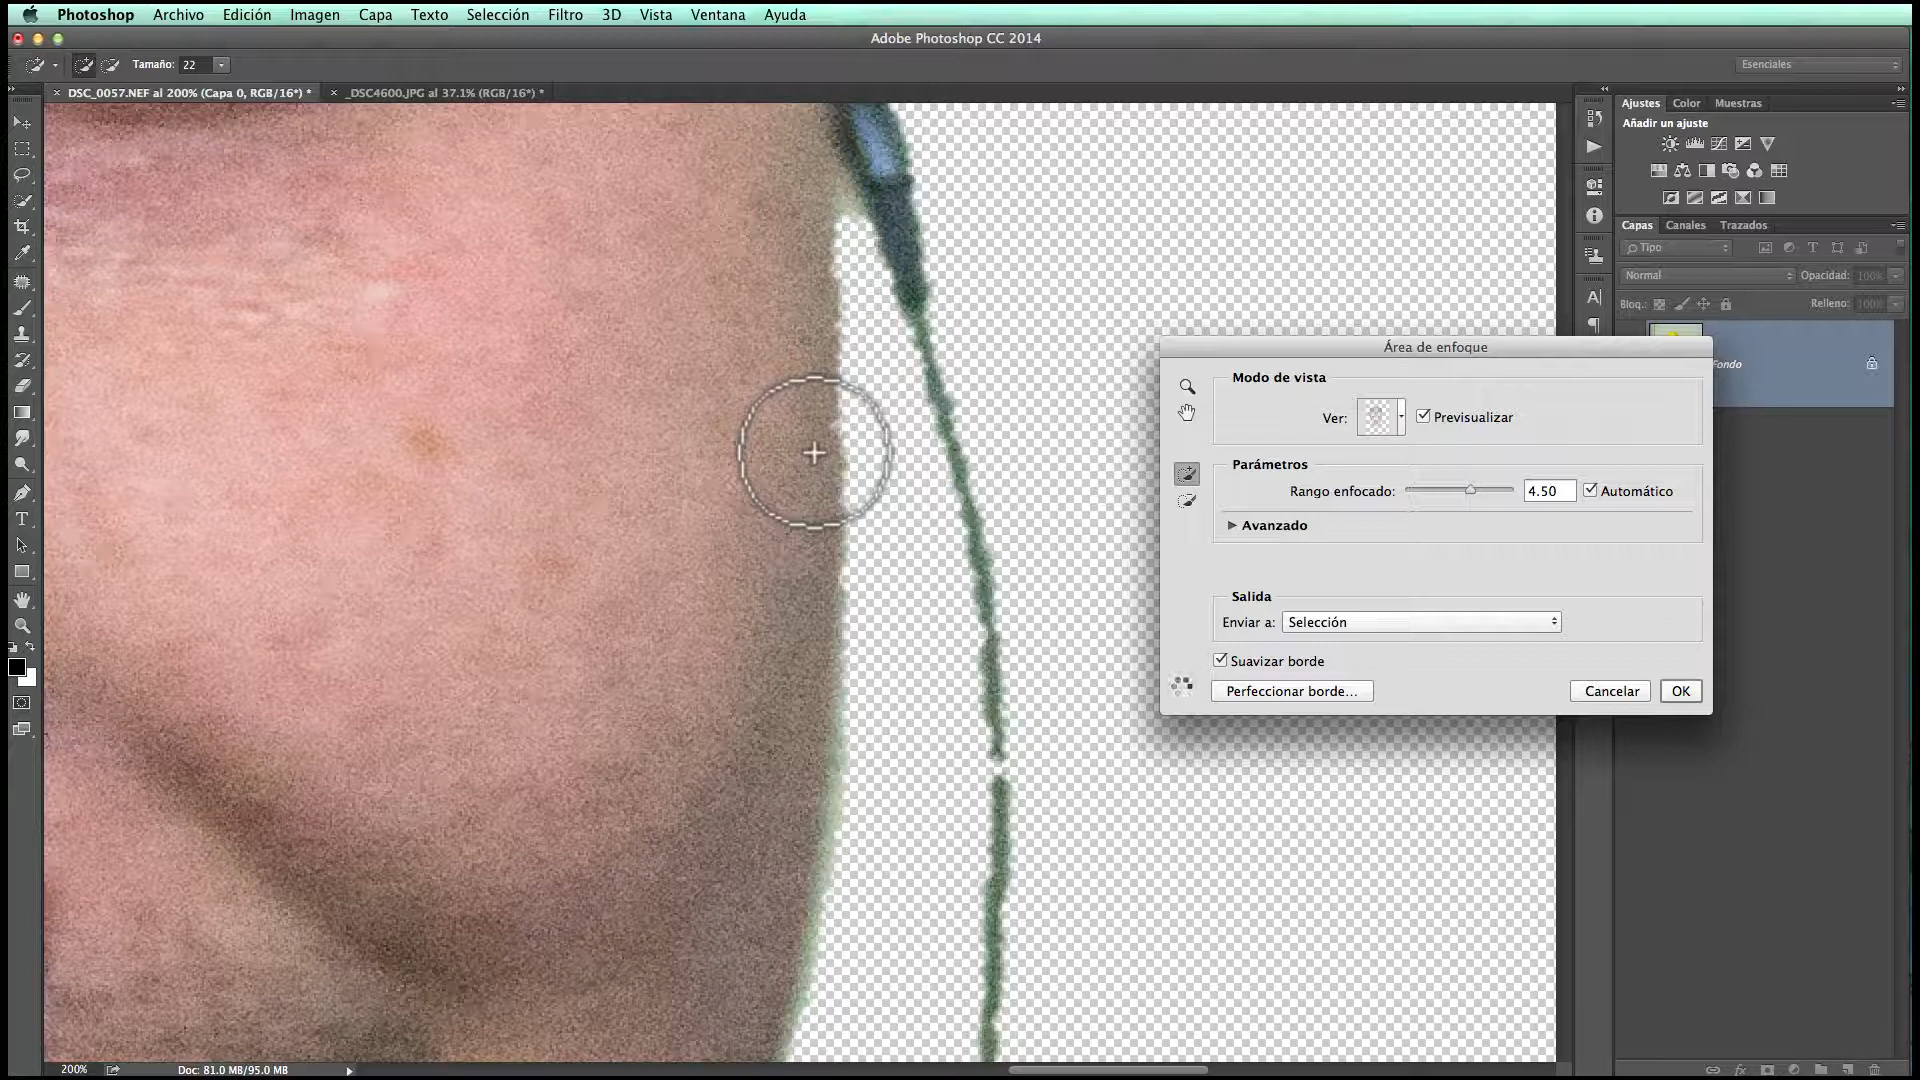 Photoshop Archivo Edición Imagen Capa Texto Selección Filtro 3D Vista Ventana Ayuda
Adobe Photoshop CC 2014
Tamaño: 22
Esenciales
× DSC_0057.NEF al 200% (Capa 0, RGB/16*) * × _DSC4600.JPG al 37.1% (RGB/16*) *
Ajustes Color Muestras
Añadir un ajuste
Capas Canales Trazados
Tipo
Normal Opacidad: 100%
Bloq.: Relleno: 100%
Fondo
Área de enfoque
Modo de vista
Ver: Previsualizar
Parámetros
Rango enfocado: 4.50 Automático
Avanzado
Salida
Enviar a: Selección
Suavizar borde
Perfeccionar borde... Cancelar OK
200% Doc: 81.0 MB/95.0 MB